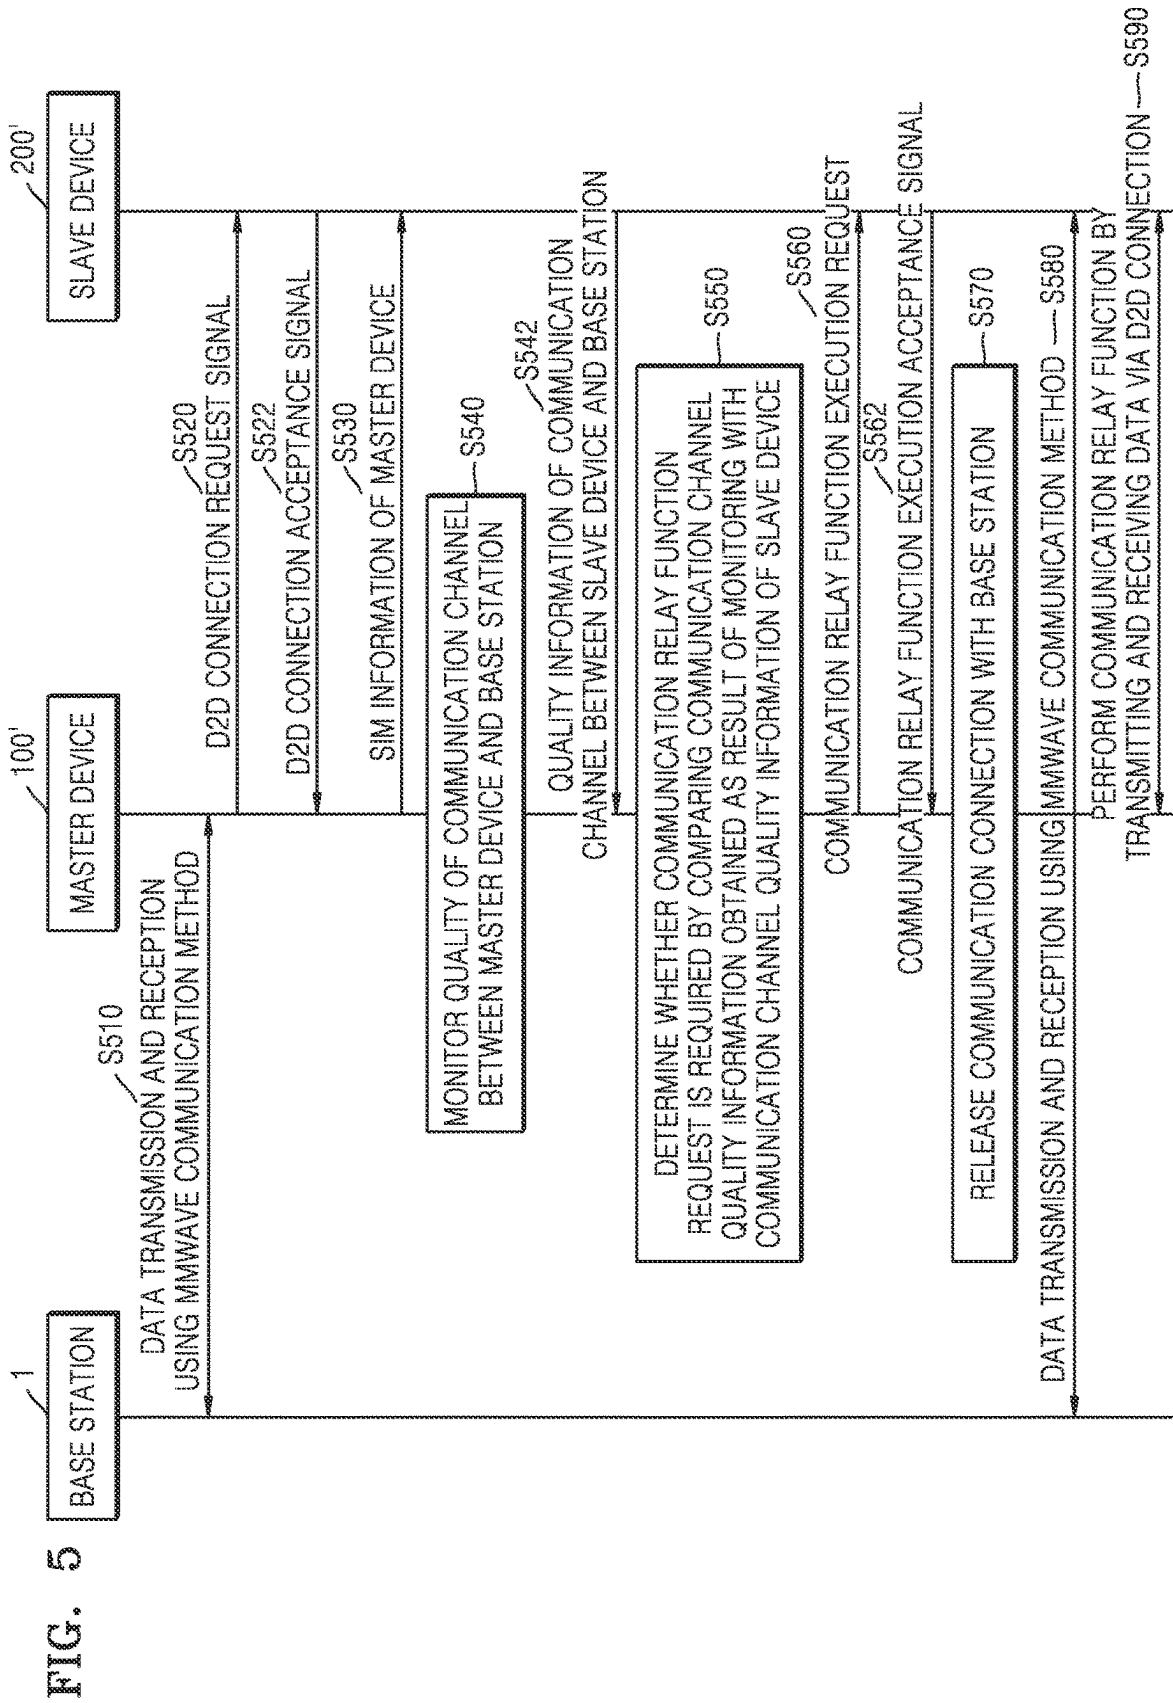 FIG. 5
1
BASE STATION
100'
MASTER DEVICE
200'
SLAVE DEVICE
S510
DATA TRANSMISSION AND RECEPTION
USING MMWAVE COMMUNICATION METHOD
S520
D2D CONNECTION REQUEST SIGNAL
S522
D2D CONNECTION ACCEPTANCE SIGNAL
S530
SIM INFORMATION OF MASTER DEVICE
S540
MONITOR QUALITY OF COMMUNICATION CHANNEL
BETWEEN MASTER DEVICE AND BASE STATION
S542
QUALITY INFORMATION OF COMMUNICATION
CHANNEL BETWEEN SLAVE DEVICE AND BASE STATION
S550
DETERMINE WHETHER COMMUNICATION RELAY FUNCTION
REQUEST IS REQUIRED BY COMPARING COMMUNICATION CHANNEL
QUALITY INFORMATION OBTAINED AS RESULT OF MONITORING WITH
COMMUNICATION CHANNEL QUALITY INFORMATION OF SLAVE DEVICE
S560
COMMUNICATION RELAY FUNCTION EXECUTION REQUEST
S562
COMMUNICATION RELAY FUNCTION EXECUTION ACCEPTANCE SIGNAL
S570
RELEASE COMMUNICATION CONNECTION WITH BASE STATION
DATA TRANSMISSION AND RECEPTION USING MMWAVE COMMUNICATION METHOD S580
PERFORM COMMUNICATION RELAY FUNCTION BY
TRANSMITTING AND RECEIVING DATA VIA D2D CONNECTION S590